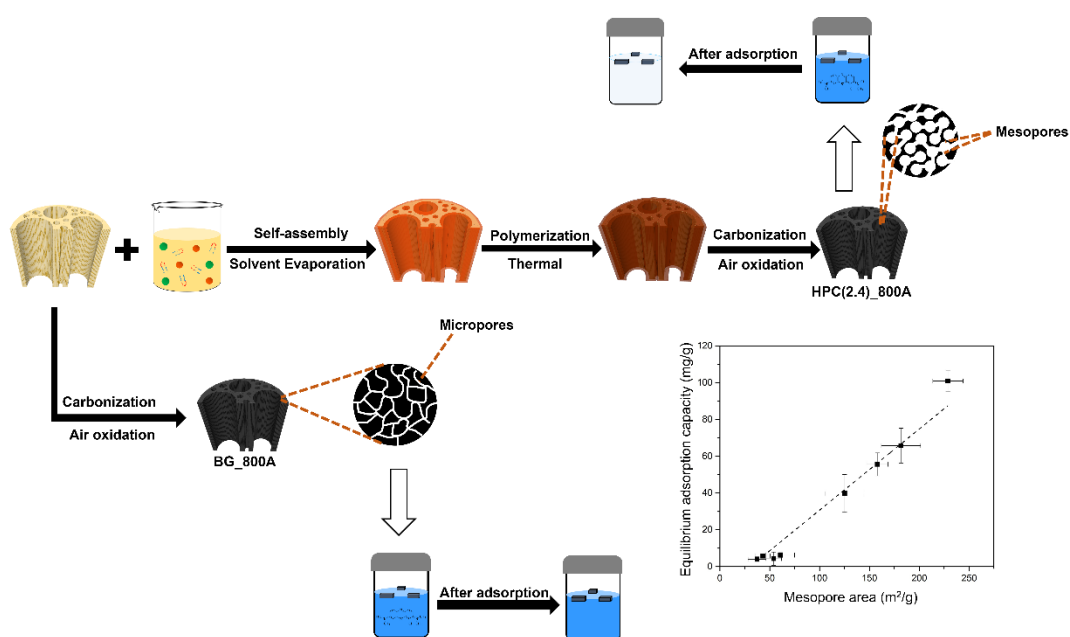 After adsorption
Mesopores
Self-assembly
Solvent Evaporation
Polymerization
Thermal
Carbonization
Air oxidation
HPC(2.4)_800A
Micropores
Carbonization
Air oxidation
BG_800A
After adsorption
Equilibrium adsorption capacity (mg/g)
120
100
80
60
40
20
0
0 50 100 150 200 250
Mesopore area (m²/g)